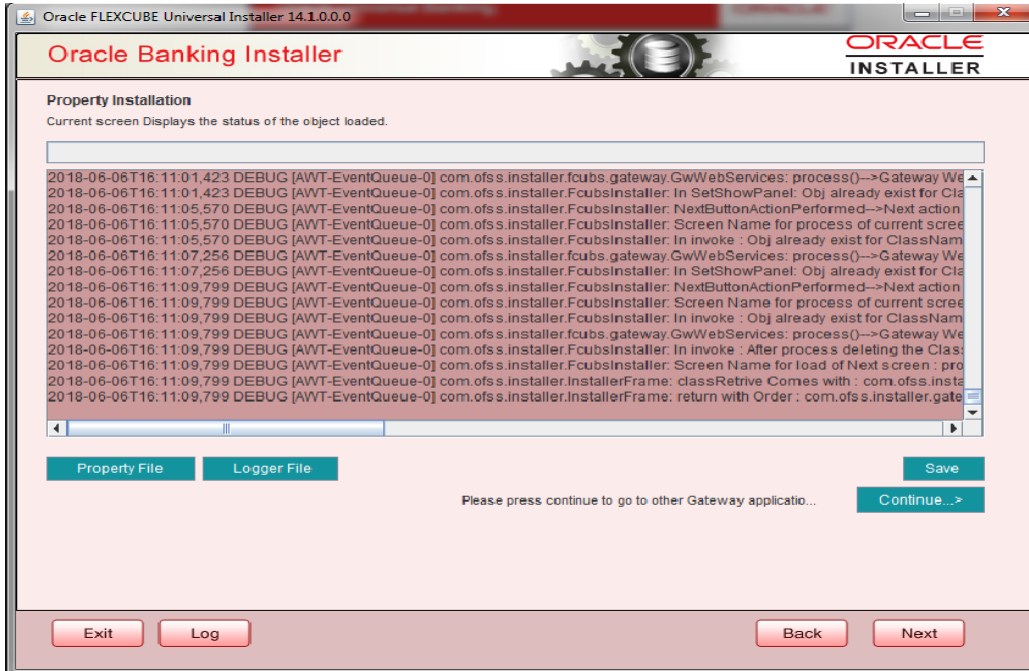 Oracle FLEXCUBE Universal Installer 14.1.0.0.0
Oracle Banking Installer
ORACLE
INSTALLER
Property Installation
Current screen Displays the status of the object loaded.
2018-06-06T16:11:01,423 DEBUG [AWT-EventQueue-0] com.ofss.installer.fcubs.gateway.GwWebServices: process()-->Gateway We
2018-06-06T16:11:01,423 DEBUG [AWT-EventQueue-0] com.ofss.installer.FcubsInstaller: In SetShowPanel: Obj already exist for Cla
2018-06-06T16:11:05,570 DEBUG [AWT-EventQueue-0] com.ofss.installer.FcubsInstaller: NextButtonActionPerformed-->Next action
2018-06-06T16:11:05,570 DEBUG [AWT-EventQueue-0] com.ofss.installer.FcubsInstaller: Screen Name for process of current scree
2018-06-06T16:11:05,570 DEBUG [AWT-EventQueue-0] com.ofss.installer.FcubsInstaller: In invoke : Obj already exist for ClassNam
2018-06-06T16:11:07,256 DEBUG [AWT-EventQueue-0] com.ofss.installer.fcubs.gateway.GwWebServices: process()-->Gateway We
2018-06-06T16:11:07,256 DEBUG [AWT-EventQueue-0] com.ofss.installer.FcubsInstaller: In SetShowPanel: Obj already exist for Cla
2018-06-06T16:11:09,799 DEBUG [AWT-EventQueue-0] com.ofss.installer.FcubsInstaller: NextButtonActionPerformed-->Next action
2018-06-06T16:11:09,799 DEBUG [AWT-EventQueue-0] com.ofss.installer.FcubsInstaller: Screen Name for process of current scree
2018-06-06T16:11:09,799 DEBUG [AWT-EventQueue-0] com.ofss.installer.FcubsInstaller: In invoke : Obj already exist for ClassNam
2018-06-06T16:11:09,799 DEBUG [AWT-EventQueue-0] com.ofss.installer.fcubs.gateway.GwWebServices: process()-->Gateway We
2018-06-06T16:11:09,799 DEBUG [AWT-EventQueue-0] com.ofss.installer.FcubsInstaller: In invoke : After process deleting the Clas
2018-06-06T16:11:09,799 DEBUG [AWT-EventQueue-0] com.ofss.installer.FcubsInstaller: Screen Name for load of Next screen : pro
2018-06-06T16:11:09,799 DEBUG [AWT-EventQueue-0] com.ofss.installer.InstallerFrame: classRetrive Comes with : com.ofss.insta
2018-06-06T16:11:09,799 DEBUG [AWT-EventQueue-0] com.ofss.installer.InstallerFrame: return with Order : com.ofss.installer.gate
Property File Logger File Save
Please press continue to go to other Gateway applicatio... Continue...>
Exit Log Back Next